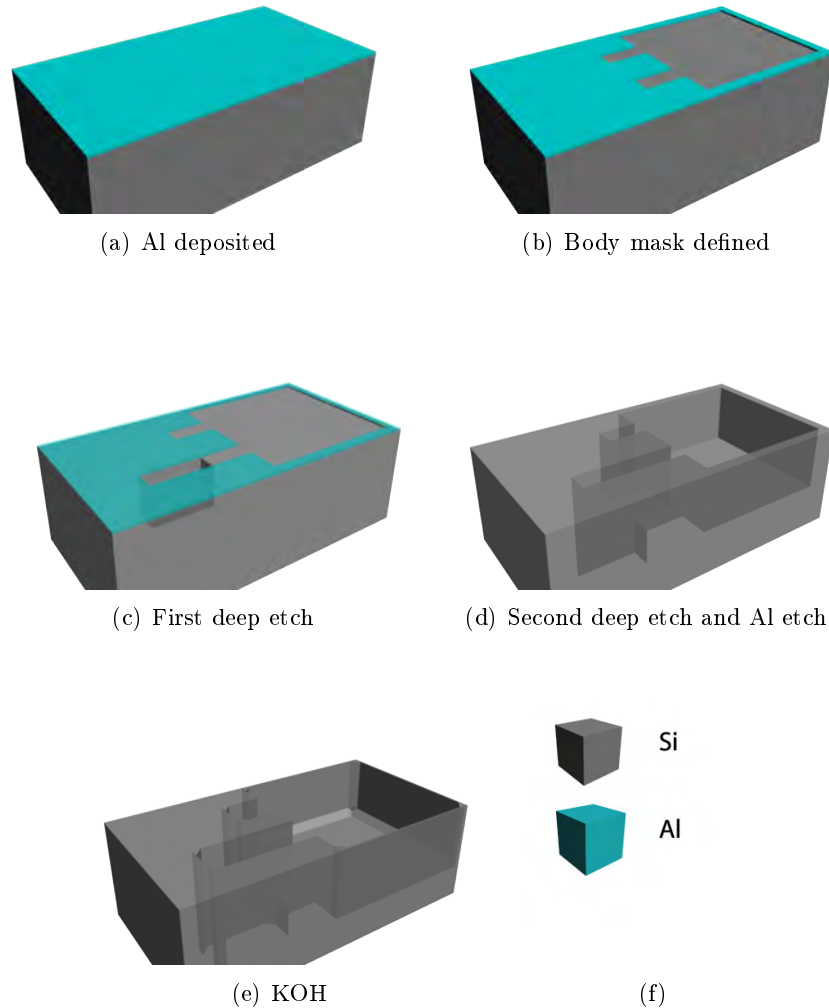 (a) Al deposited
(b) Body mask defined
(c) First deep etch
(d) Second deep etch and Al etch
Si
Al
(e) KOH
(f)